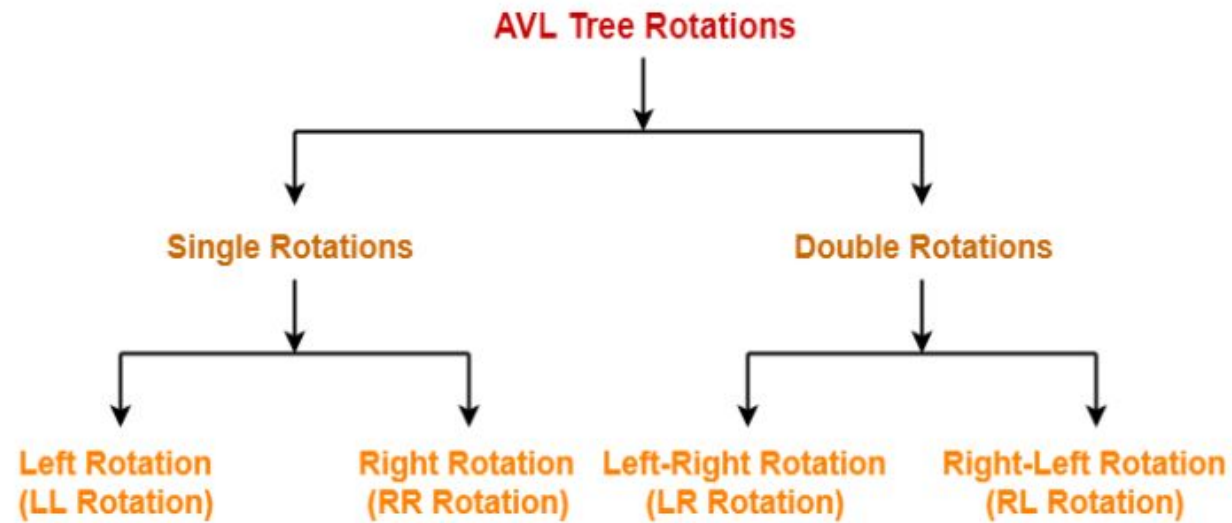 AVL Tree Rotations
Single Rotations
Double Rotations
Left Rotation
(LL Rotation)
Right Rotation
(RR Rotation)
Left-Right Rotation
(LR Rotation)
Right-Left Rotation
(RL Rotation)